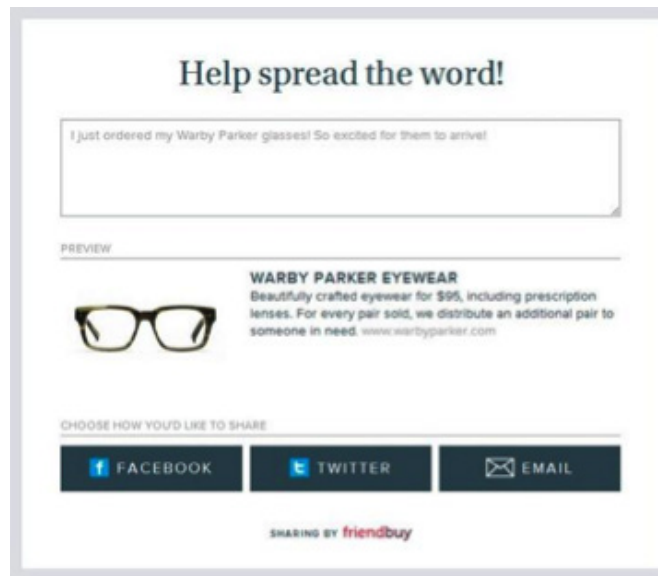 Help spread the word!
I just ordered my Warby Parker glasses! So excited for them to arrive!
PREVIEW
WARBY PARKER EYEWEAR
Beautifully crafted eyewear for $95, including prescription
lenses. For every pair sold, we distribute an additional pair to
someone in need. www.warbyparker.com
CHOOSE HOW YOU'D LIKE TO SHARE
f FACEBOOK
t TWITTER
EMAIL
SHARING BY friendbuy